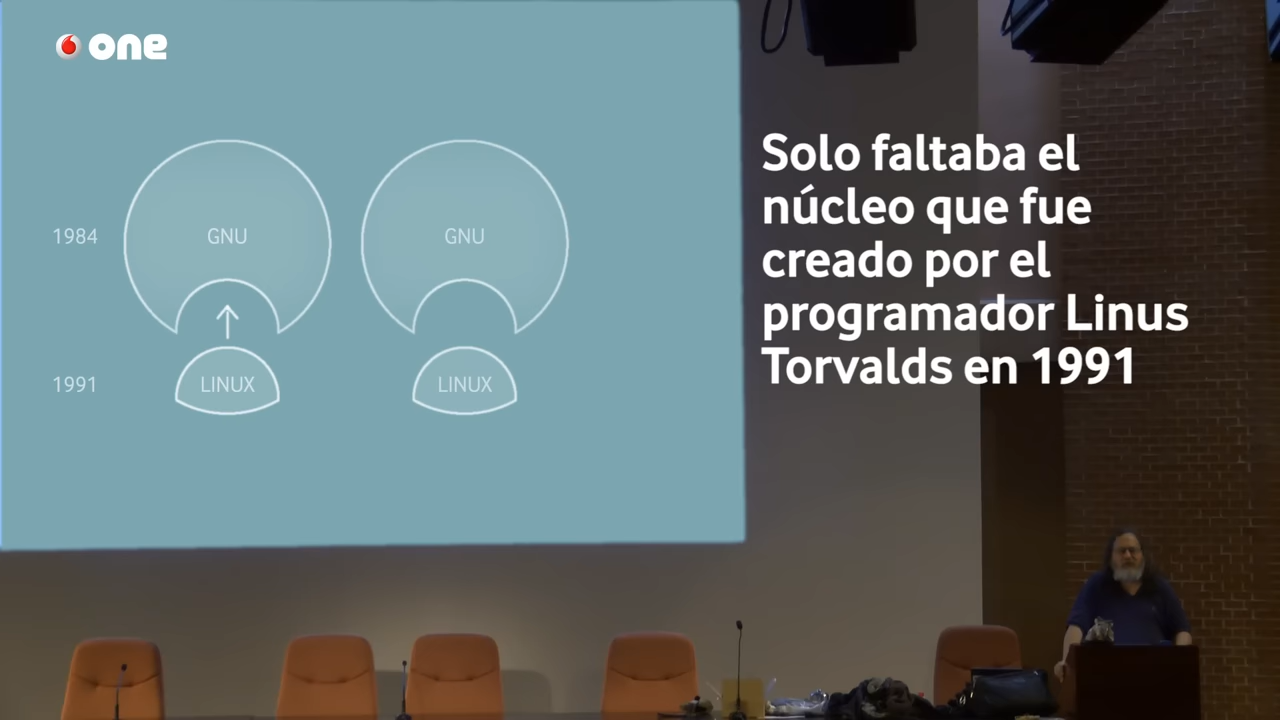 one
1984
GNU
GNU
1991
LINUX
LINUX
Solo faltaba el
núcleo que fue
creado por el
programador Linus
Torvalds en 1991